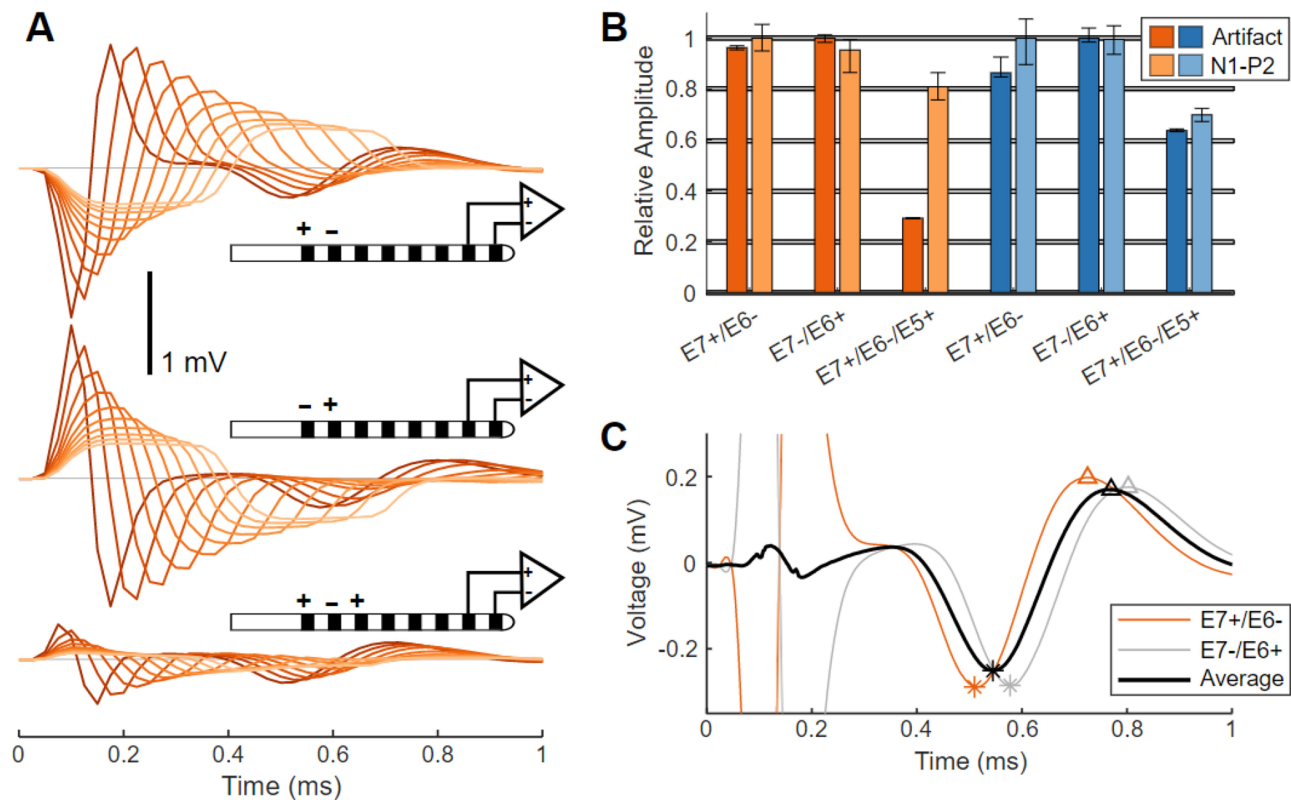 A
+ −
+
−
1 mV
− +
+
−
+ − +
+
−
0 0.2 0.4 0.6 0.8 1
Time (ms)
B
Relative Amplitude
1
0.8
0.6
0.4
0.2
0
Artifact
N1-P2
E7+/E6-
E7-/E6+
E7+/E6-/E5+
E7+/E6-
E7-/E6+
E7+/E6-/E5+
C
Voltage (mV)
0.2
0
-0.2
E7+/E6-
E7-/E6+
Average
0 0.2 0.4 0.6 0.8 1
Time (ms)